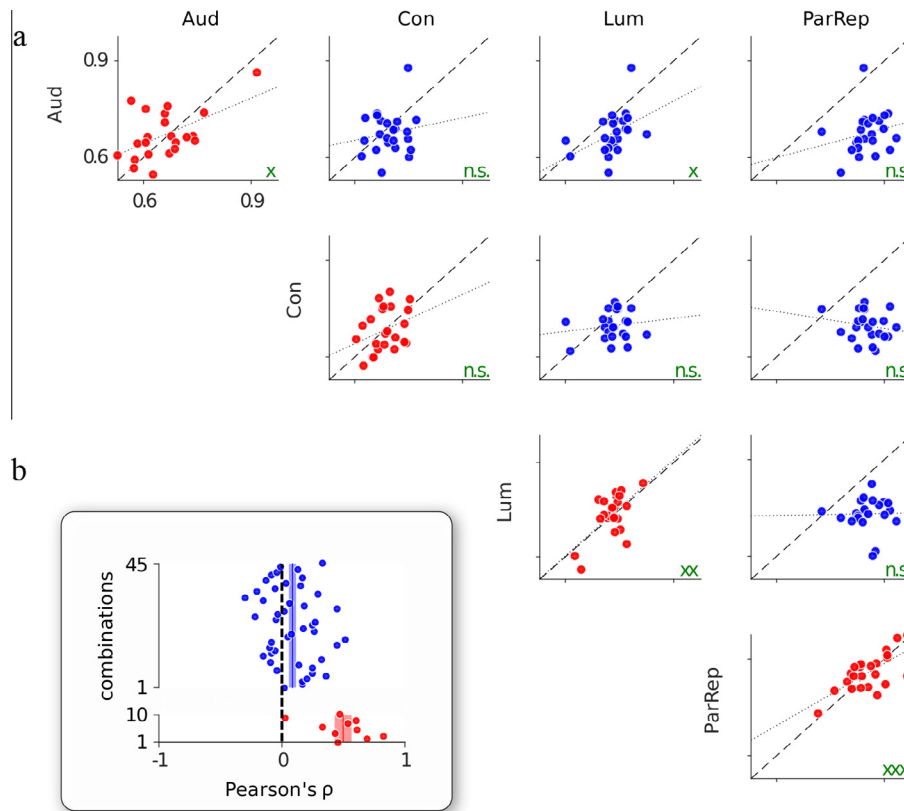 a
Aud
Con
Lum
ParRep
Aud
0.9
0.6
x
n.s.
x
n.s
0.6
0.9
Con
n.s.
n.s.
n.s
b
Lum
xx
n.s
combinations
45
1
10
1
-1
0
1
Pearson's ρ
ParRep
xxx